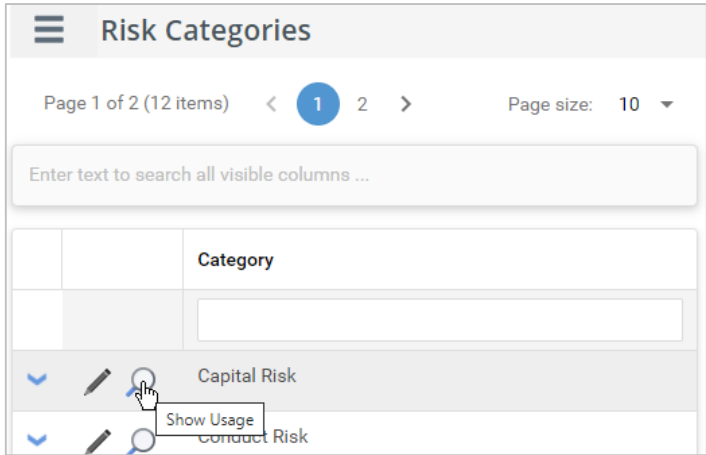 Risk Categories
Page 1 of 2 (12 items) 1 2 Page size: 10
Enter text to search all visible columns ...
Category
Capital Risk
Show Usage
Conduct Risk